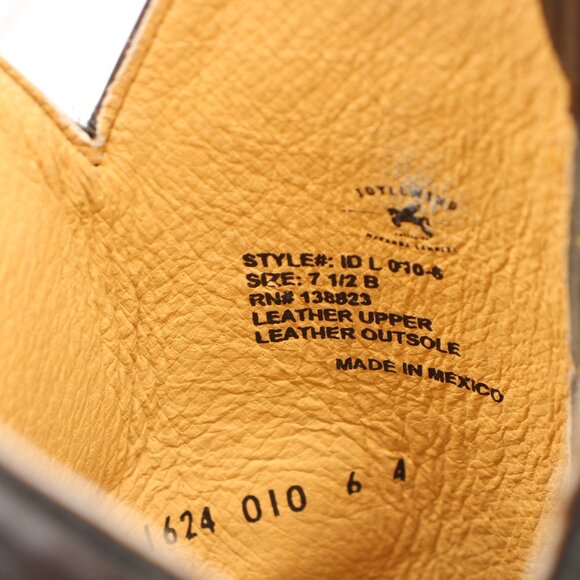 IDYLLWIND
STYLE#: ID L 010-6
SIZE: 7 1/2 B
RN# 138823
LEATHER UPPER
LEATHER OUTSOLE
MADE IN MEXICO
1624 010 6 A